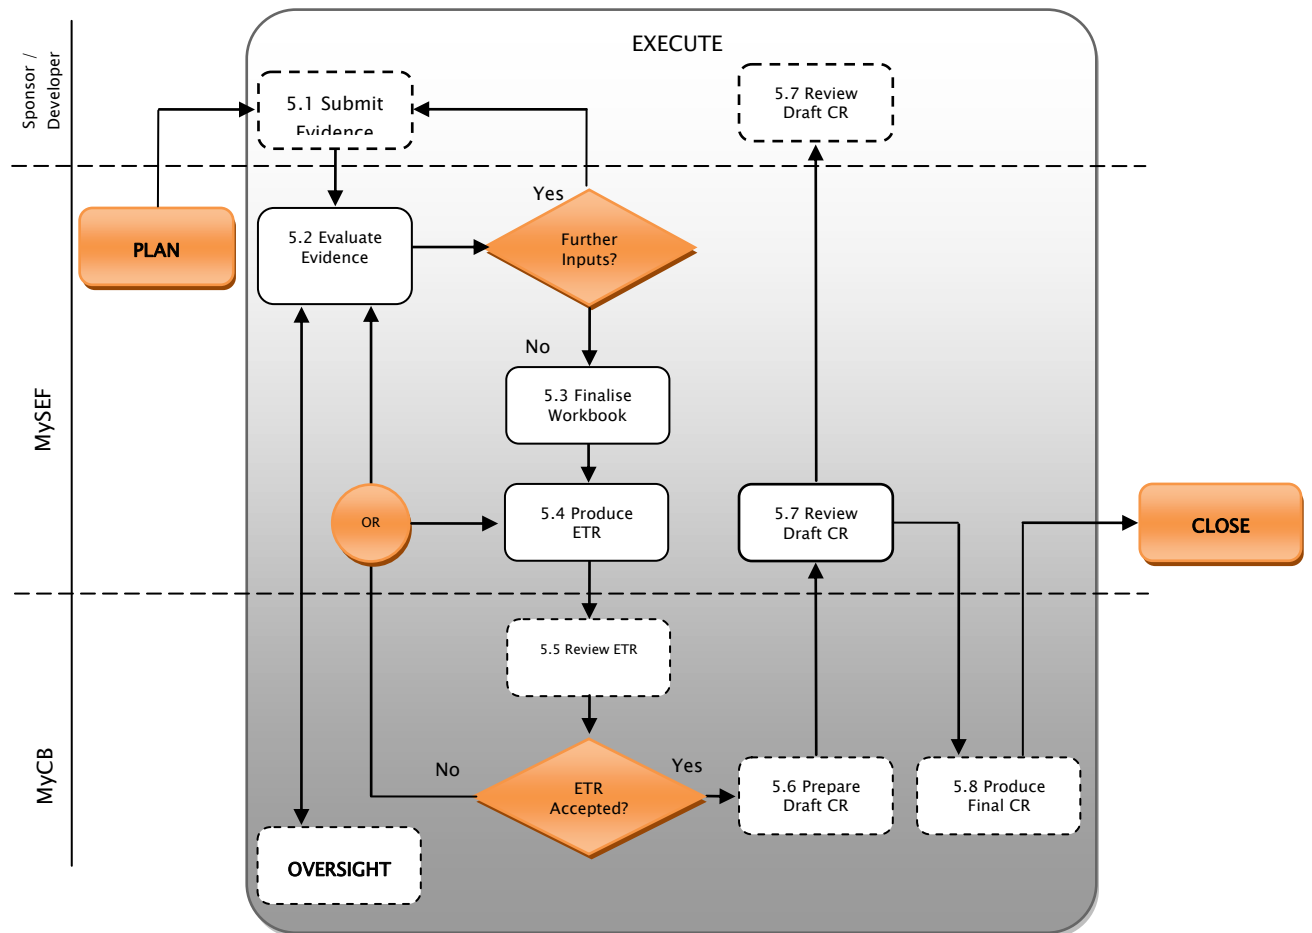 EXECUTE
Sponsor /
Developer
5.1 Submit
Evidence
5.7 Review
Draft CR
PLAN
5.2 Evaluate
Evidence
Yes
Further
Inputs?
No
5.3 Finalise
Workbook
MySEF
OR
5.4 Produce
ETR
5.7 Review
Draft CR
CLOSE
5.5 Review ETR
MyCB
No
ETR
Accepted?
Yes
5.6 Prepare
Draft CR
5.8 Produce
Final CR
OVERSIGHT